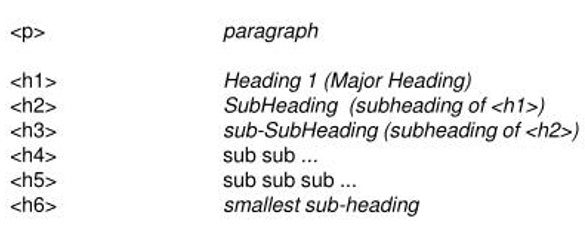 <p> paragraph
<h1> Heading 1 (Major Heading)
<h2> SubHeading (subheading of <h1>)
<h3> sub-SubHeading (subheading of <h2>)
<h4> sub sub ...
<h5> sub sub sub ...
<h6> smallest sub-heading